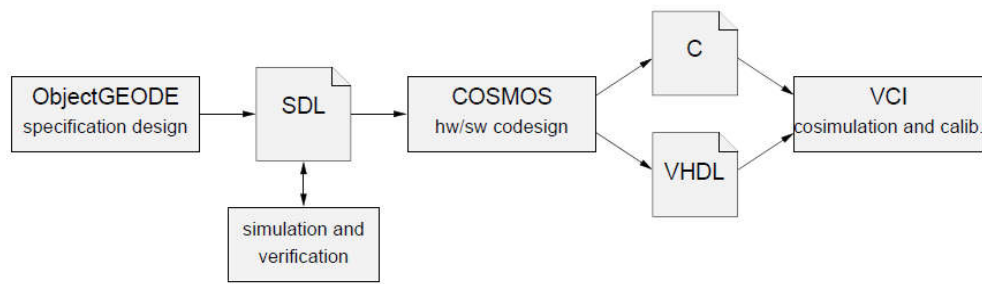 ObjectGEODE
specification design
SDL
simulation and
verification
COSMOS
hw/sw codesign
C
VHDL
VCI
cosimulation and calib.